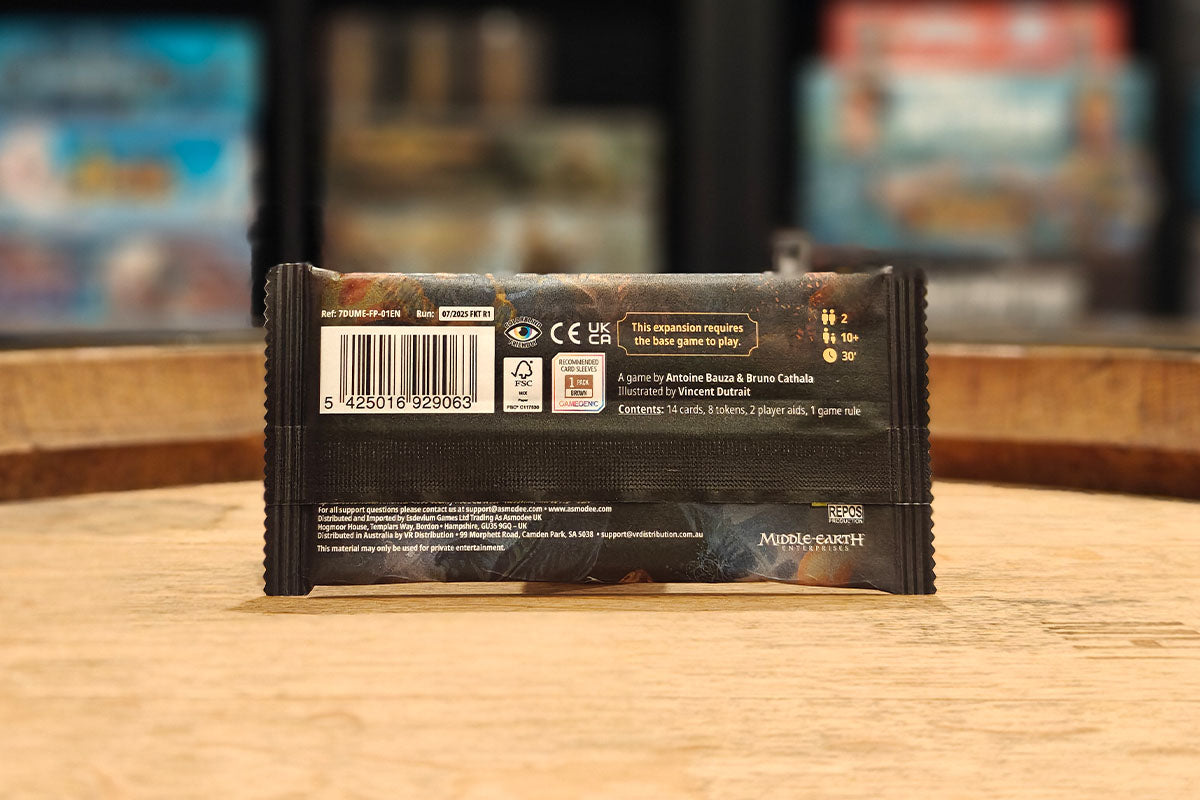 Ref: 7DUME-FP-01EN Run: 07/2025 FKT R1
5 425016 929063
CE UK CA
FSC
MIX
Paper
FSC® C117830
RECOMMENDED
CARD SLEEVES
1 PACK
BROWN
GAMEGENIC
This expansion requires
the base game to play.
2
10+
30'
A game by Antoine Bauza & Bruno Cathala
Illustrated by Vincent Dutrait
Contents: 14 cards, 8 tokens, 2 player aids, 1 game rule
For all support questions please contact us at support@asmodee.com • www.asmodee.com
Distributed and Imported by Esdevium Games Ltd Trading As Asmodee UK
Hogmoor House, Templars Way, Bordon • Hampshire, GU35 9GQ – UK
Distributed in Australia by VR Distribution • 99 Morphett Road, Camden Park, SA 5038 • support@vrdistribution.com.au
This material may only be used for private entertainment.
REPOS
PRODUCTION
MIDDLE-EARTH
ENTERPRISES